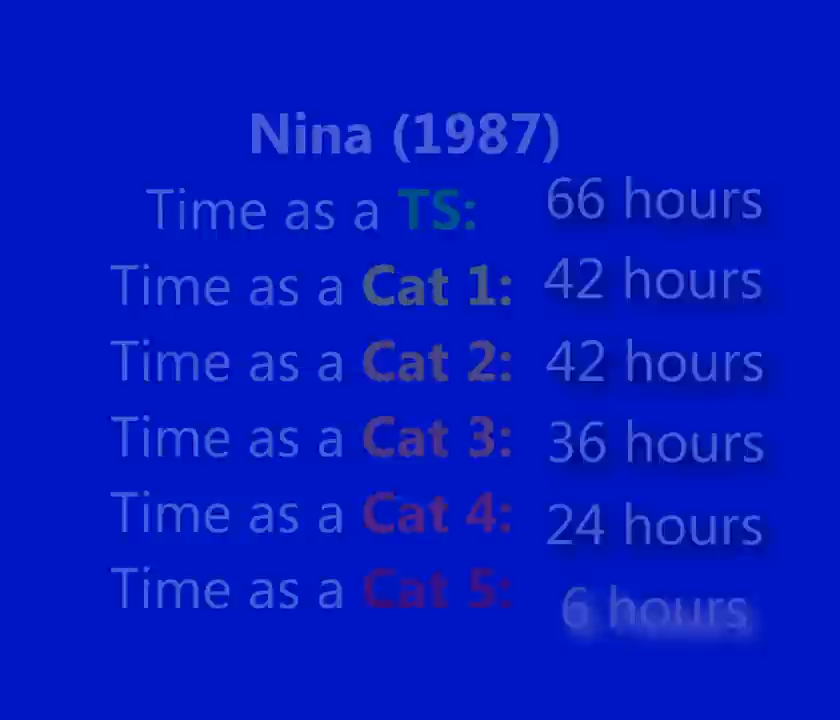 Nina (1987)
Time as a TS: 66 hours
Time as a Cat 1: 42 hours
Time as a Cat 2: 42 hours
Time as a Cat 3: 36 hours
Time as a Cat 4: 24 hours
Time as a Cat 5: 6 hours